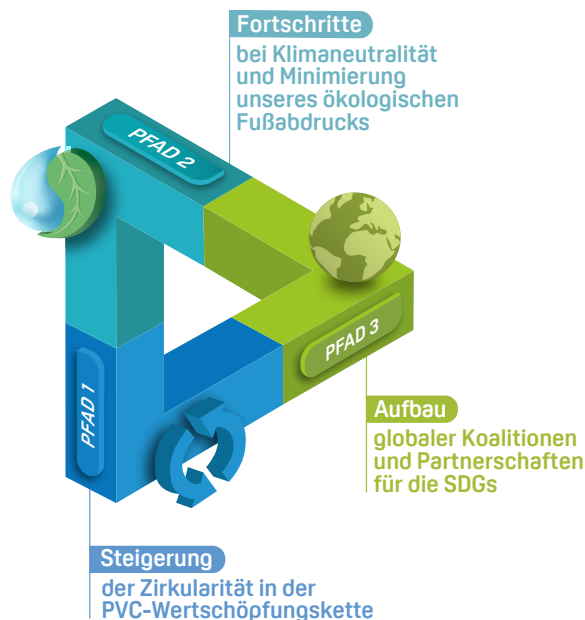 Fortschritte
bei Klimaneutralität
und Minimierung
unseres ökologischen
Fußabdrucks
PFAD 2
PFAD 3
PFAD 1
Aufbau
globaler Koalitionen
und Partnerschaften
für die SDGs
Steigerung
der Zirkularität in der
PVC-Wertschöpfungskette